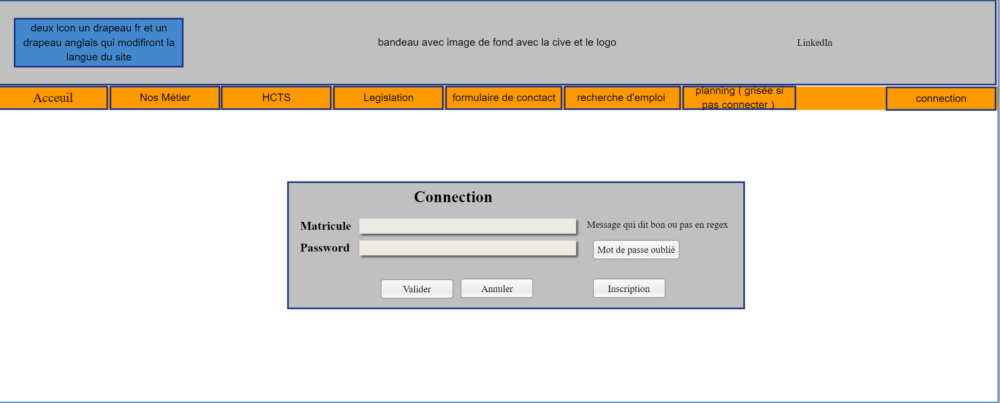 deux icon un drapeau fr et un
drapeau anglais qui modifiront la
langue du site
bandeau avec image de fond avec la cive et le logo
LinkedIn
Acceuil
Nos Métier
HCTS
Legislation
formulaire de conctact
recherche d'emploi
planning ( grisée si
pas connecter )
connection
Connection
Matricule
Message qui dit bon ou pas en regex
Password
Mot de passe oublié
Valider
Annuler
Inscription